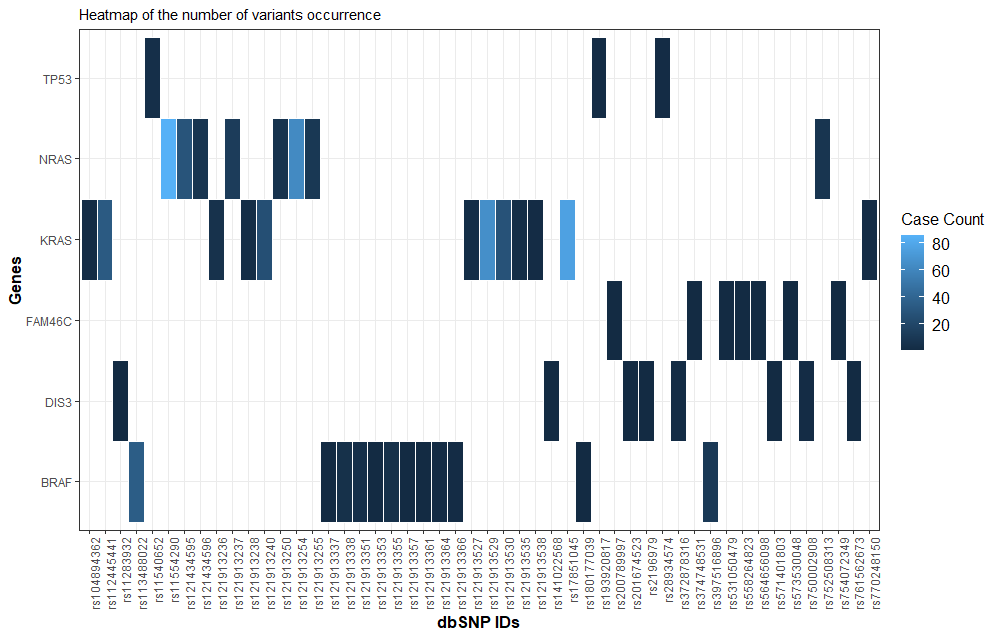 Heatmap of the number of variants occurrence
Genes
TP53
NRAS
KRAS
FAM46C
DIS3
BRAF
Case Count
80
60
40
20
rs104894362
rs112445441
rs11283932
rs113488022
rs11540652
rs11554290
rs121434595
rs121434596
rs121913236
rs121913237
rs121913238
rs121913240
rs121913250
rs121913254
rs121913255
rs121913337
rs121913338
rs121913351
rs121913353
rs121913355
rs121913357
rs121913361
rs121913364
rs121913366
rs121913527
rs121913529
rs121913530
rs121913535
rs121913538
rs141022568
rs17851045
rs180177039
rs193920817
rs200789997
rs201674523
rs2196979
rs28934574
rs372878316
rs374748531
rs397516896
rs531050479
rs558264823
rs564656098
rs571401803
rs573530048
rs750002908
rs752508313
rs754072349
rs761562673
rs770248150
dbSNP IDs